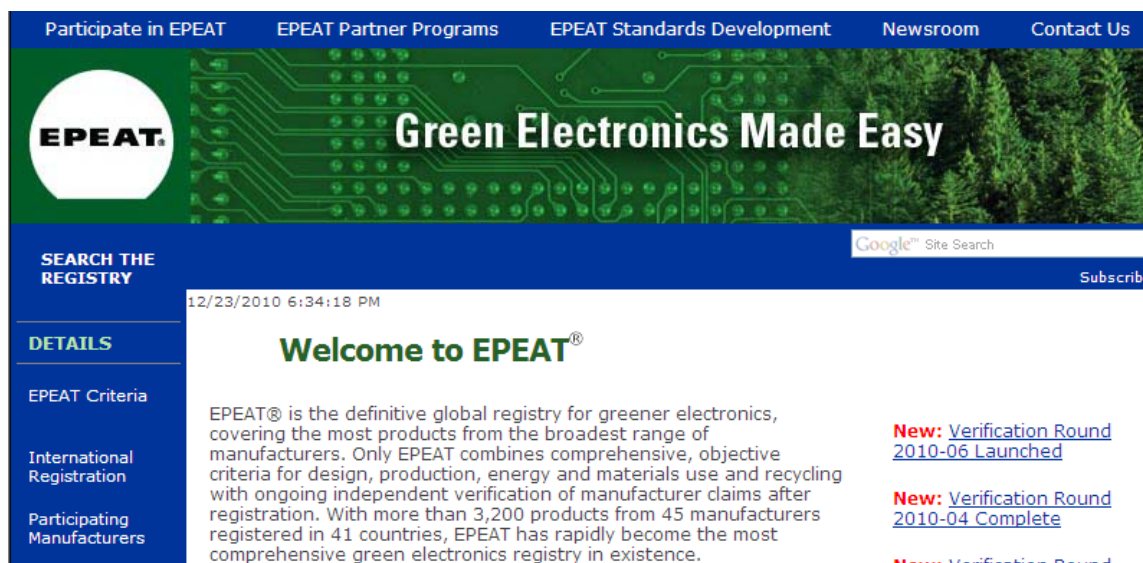 Participate in EPEAT
EPEAT Partner Programs
EPEAT Standards Development
Newsroom
Contact Us
EPEAT.
Green Electronics Made Easy
SEARCH THE
REGISTRY
Google™ Site Search
Subscrib
12/23/2010 6:34:18 PM
DETAILS
EPEAT Criteria
International
Registration
Participating
Manufacturers
Welcome to EPEAT®
EPEAT® is the definitive global registry for greener electronics,
covering the most products from the broadest range of
manufacturers. Only EPEAT combines comprehensive, objective
criteria for design, production, energy and materials use and recycling
with ongoing independent verification of manufacturer claims after
registration. With more than 3,200 products from 45 manufacturers
registered in 41 countries, EPEAT has rapidly become the most
comprehensive green electronics registry in existence.
New: Verification Round
2010-06 Launched
New: Verification Round
2010-04 Complete
New: Verification Round